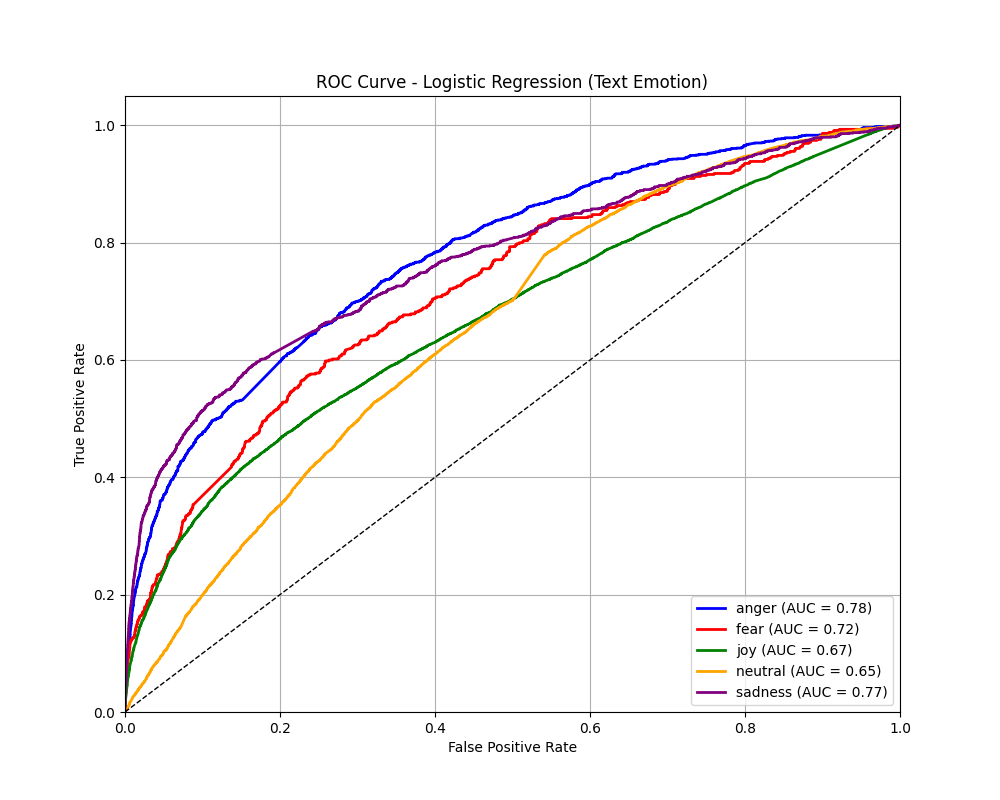 ROC Curve - Logistic Regression (Text Emotion)
True Positive Rate
1.0
0.8
0.6
0.4
0.2
0.0
0.0 0.2 0.4 0.6 0.8 1.0
False Positive Rate
anger (AUC = 0.78)
fear (AUC = 0.72)
joy (AUC = 0.67)
neutral (AUC = 0.65)
sadness (AUC = 0.77)